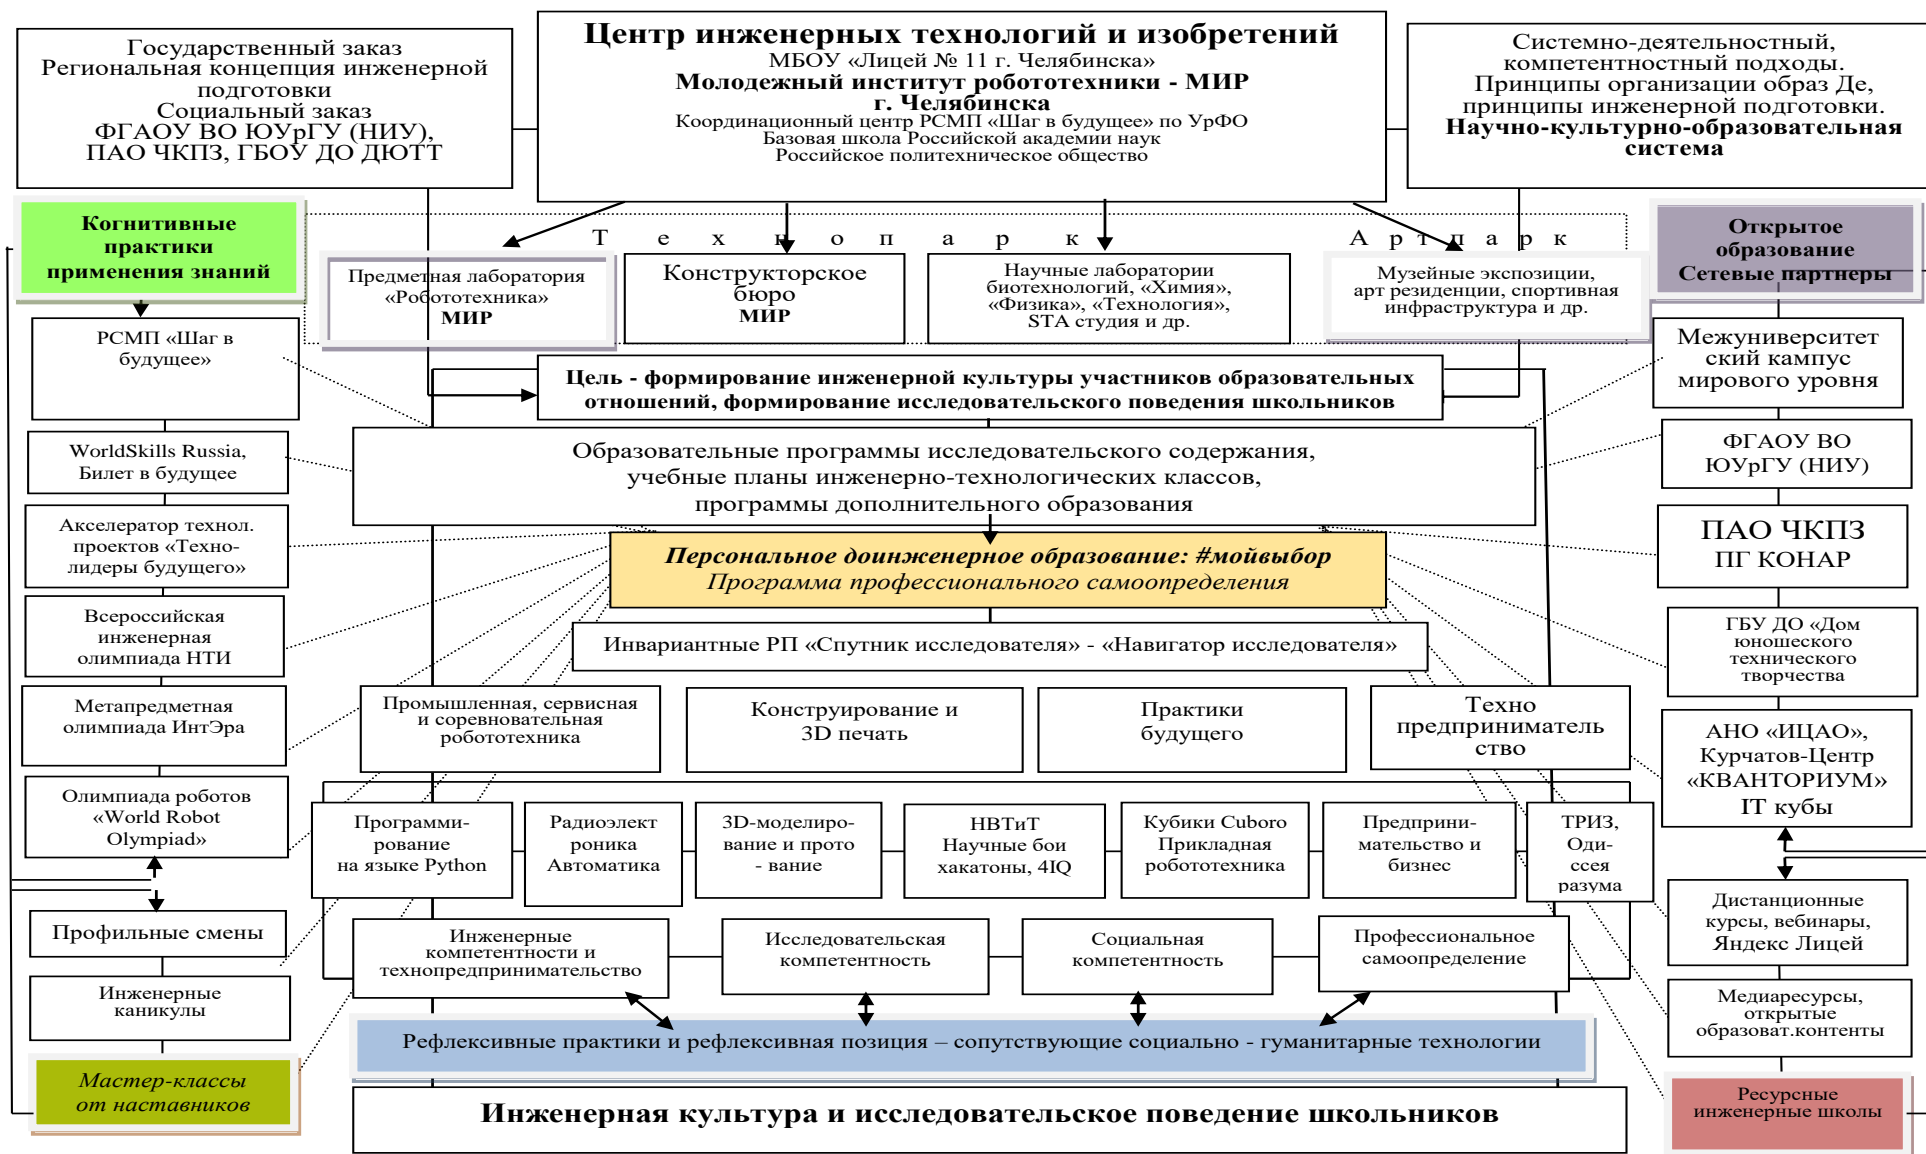 Государственный заказ
Региональная концепция инженерной
подготовки
Социальный заказ
ФГАОУ ВО ЮУрГУ (НИУ),
ПАО ЧКПЗ, ГБОУ ДО ДЮТТ
Центр инженерных технологий и изобретений
МБОУ «Лицей № 11 г. Челябинска»
Молодежный институт робототехники - МИР
г. Челябинска
Координационный центр РСМП «Шаг в будущее» по УрФО
Базовая школа Российской академии наук
Российское политехническое общество
Системно-деятельностный,
компетентностный подходы.
Принципы организации образ Де,
принципы инженерной подготовки.
Научно-культурно-образовательная
система
Когнитивные
практики
применения знаний
Технопарк
Артпарк
Открытое
образование
Сетевые партнеры
Предметная лаборатория
«Робототехника»
МИР
Конструкторское
бюро
МИР
Научные лаборатории
биотехнологий, «Химия»,
«Физика», «Технология»,
STA студия и др.
Музейные экспозиции,
арт резиденции, спортивная
инфраструктура и др.
РСМП «Шаг в
будущее»
WorldSkills Russia,
Билет в будущее
Акселератор технол.
проектов «Техно-
лидеры будущего»
Всероссийская
инженерная
олимпиада НТИ
Метапредметная
олимпиада ИнтЭра
Олимпиада роботов
«World Robot
Olympiad»
Профильные смены
Инженерные
каникулы
Мастер-классы
от наставников
Цель - формирование инженерной культуры участников образовательных
отношений, формирование исследовательского поведения школьников
Образовательные программы исследовательского содержания,
учебные планы инженерно-технологических классов,
программы дополнительного образования
Персональное доинженерное образование: #мойвыбор
Программа профессионального самоопределения
Инвариантные РП «Спутник исследователя» - «Навигатор исследователя»
Промышленная, сервисная
и соревновательная
робототехника
Конструирование и
3D печать
Практики
будущего
Техно
предприниматель
ство
Программи-
рование
на языке Python
Радиоэлект
роника
Автоматика
3D-моделиро-
вание и прото
- вание
НВТиТ
Научные бои
хакатоны, 4IQ
Кубики Cuboro
Прикладная
робототехника
Предприни-
мательство и
бизнес
ТРИЗ,
Оди-
ссея
разума
Инженерные
компетентности и
технопредпринимательство
Исследовательская
компетентность
Социальная
компетентность
Профессиональное
самоопределение
Рефлексивные практики и рефлексивная позиция – сопутствующие социально - гуманитарные технологии
Инженерная культура и исследовательское поведение школьников
Межуниверситет
ский кампус
мирового уровня
ФГАОУ ВО
ЮУрГУ (НИУ)
ПАО ЧКПЗ
ПГ КОНАР
ГБУ ДО «Дом
юношеского
технического
творчества
АНО «ИЦАО»,
Курчатов-Центр
«КВАНТОРИУМ»
IT кубы
Дистанционные
курсы, вебинары,
Яндекс Лицей
Медиаресурсы,
открытые
образоват.контенты
Ресурсные
инженерные школы